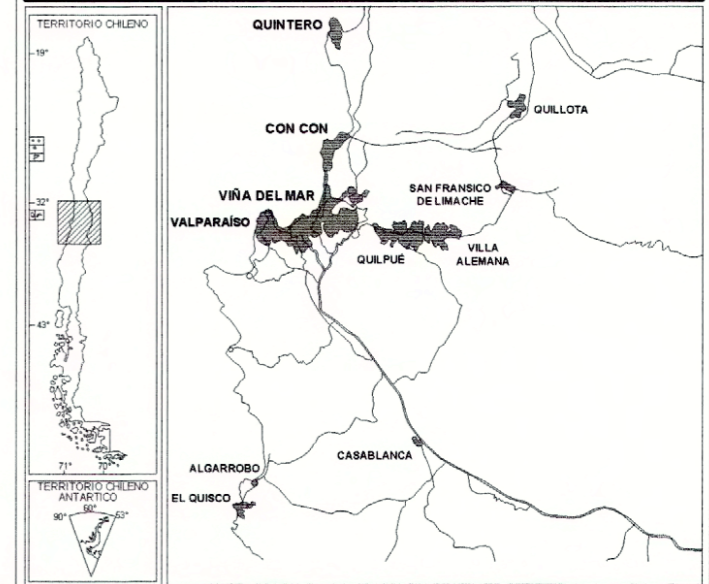 TERRITORIO CHILENO
19°
32°
43°
71° 70°
TERRITORIO CHILENO
ANTARTICO
90° 60° 53°
QUINTERO
QUILLOTA
CON CON
VIÑA DEL MAR
SAN FRANSICO
DE LIMACHE
VALPARAÍSO
QUILPUÉ
VILLA
ALEMANA
CASABLANCA
ALGARROBO
EL QUISCO